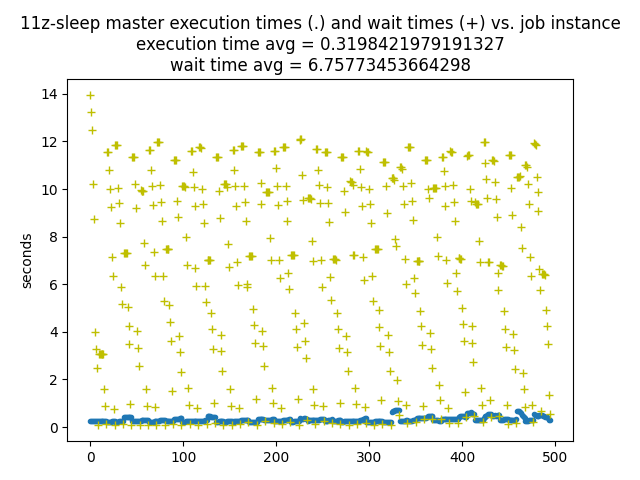 11z-sleep master execution times (.) and wait times (+) vs. job instance
execution time avg = 0.3198421979191327
wait time avg = 6.75773453664298
14
12
10
8
6
4
2
0
seconds
0 100 200 300 400 500